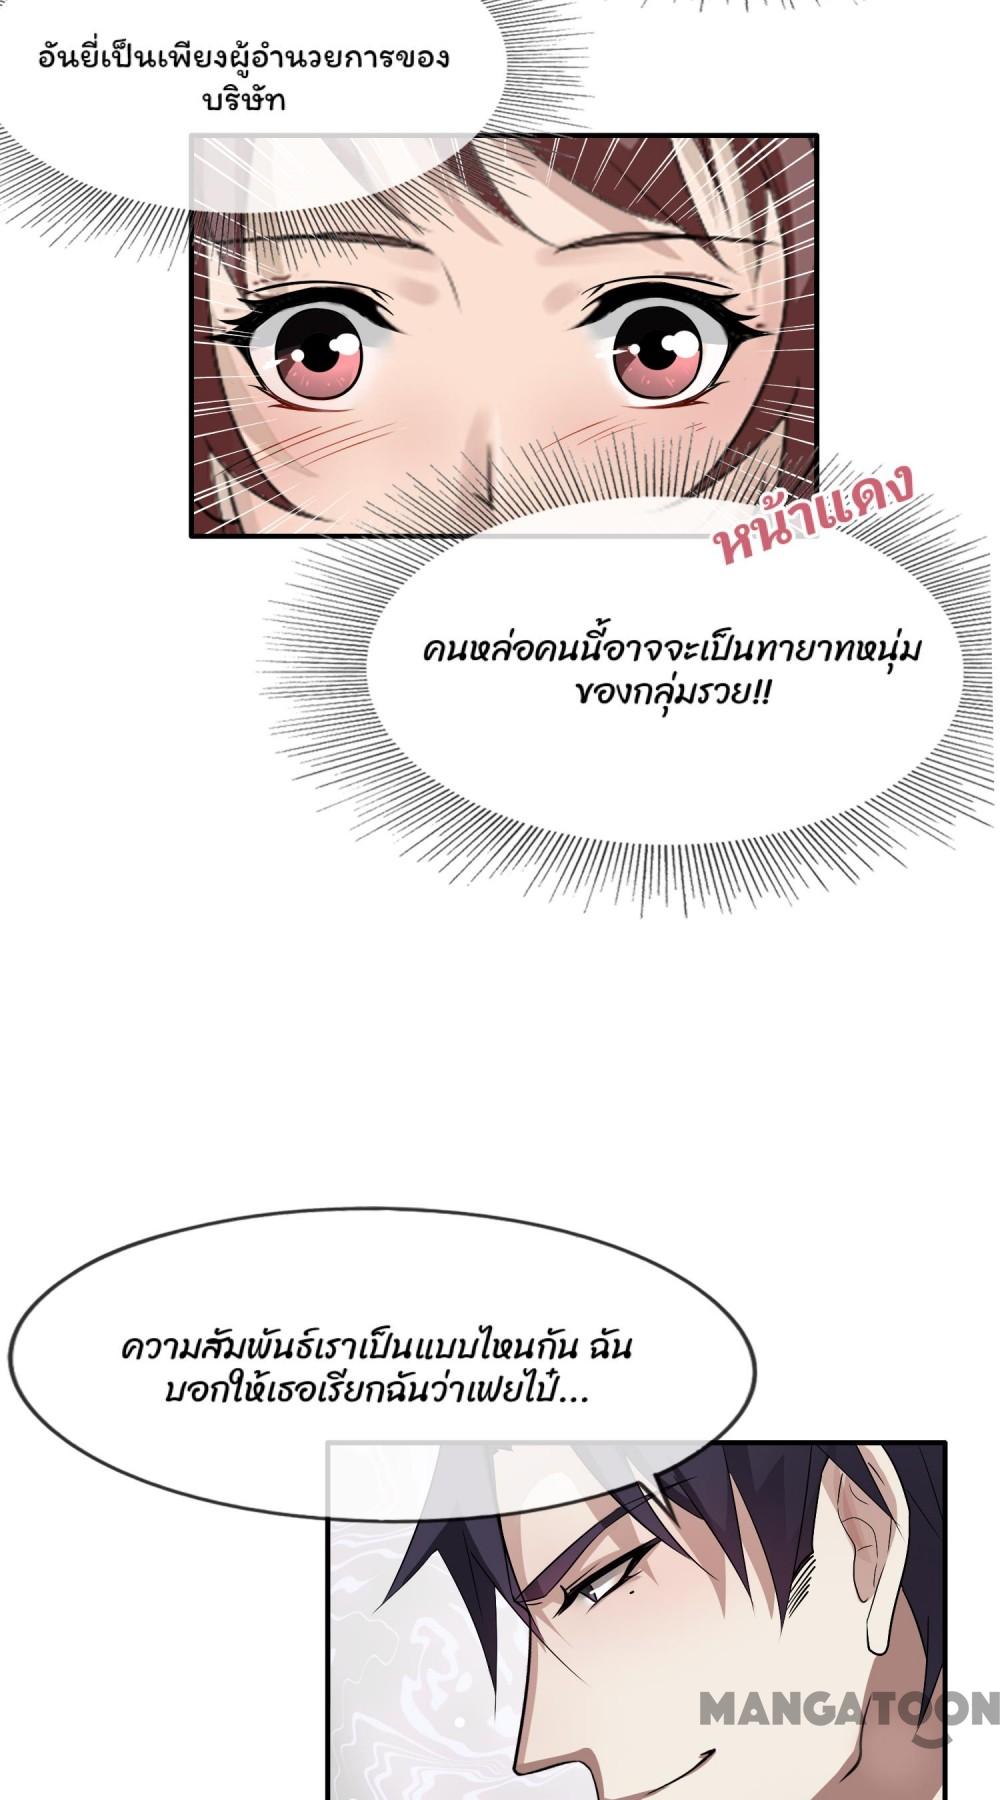 อันยี่เป็นเพียงผู้อำนวยการของ
บริษัท
หน้าแดง
คนหล่อคนนี้อาจจะเป็นทายาทหนุ่ม
ของกลุ่มรวย!!
ความสัมพันธ์เราเป็นแบบไหนกัน ฉัน
บอกให้เธอเรียกฉันว่าเฟยไป๋...
MANGATOON